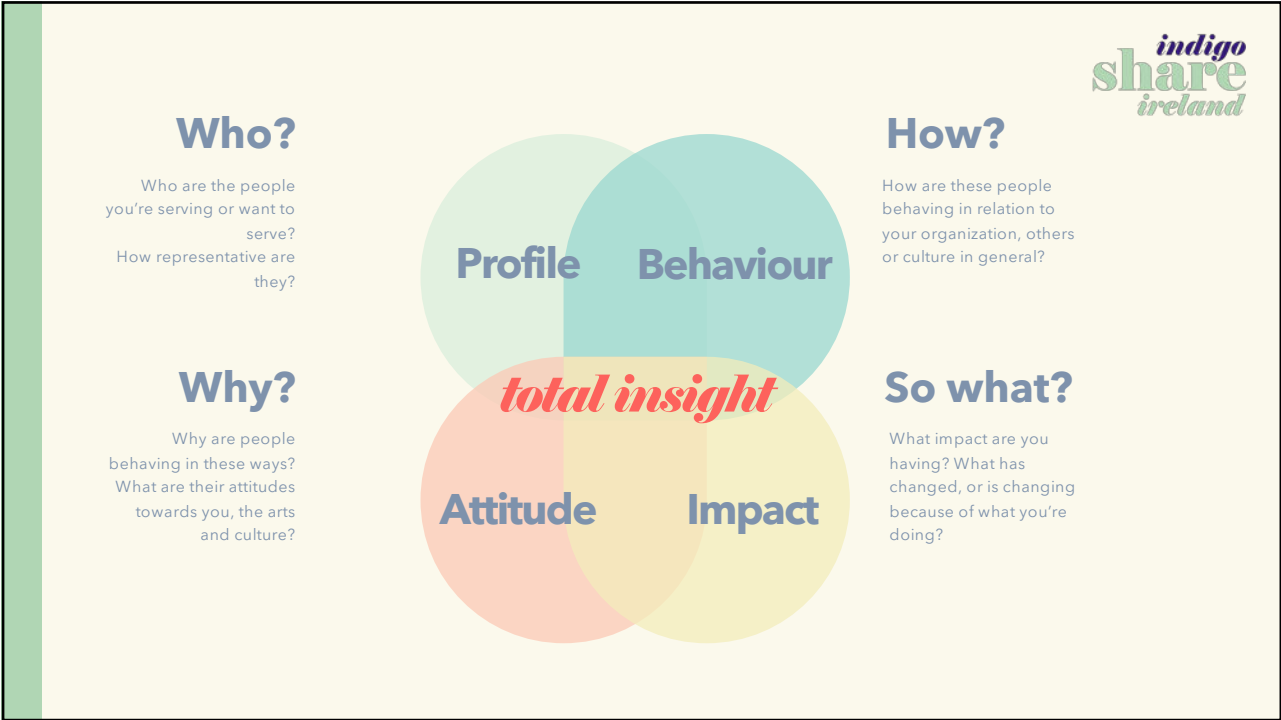 indigo
share
ireland
Who?
Who are the people
you’re serving or want to
serve?
How representative are
they?
How?
How are these people
behaving in relation to
your organization, others
or culture in general?
Profile
Behaviour
total insight
Why?
Why are people
behaving in these ways?
What are their attitudes
towards you, the arts
and culture?
So what?
What impact are you
having? What has
changed, or is changing
because of what you’re
doing?
Attitude
Impact